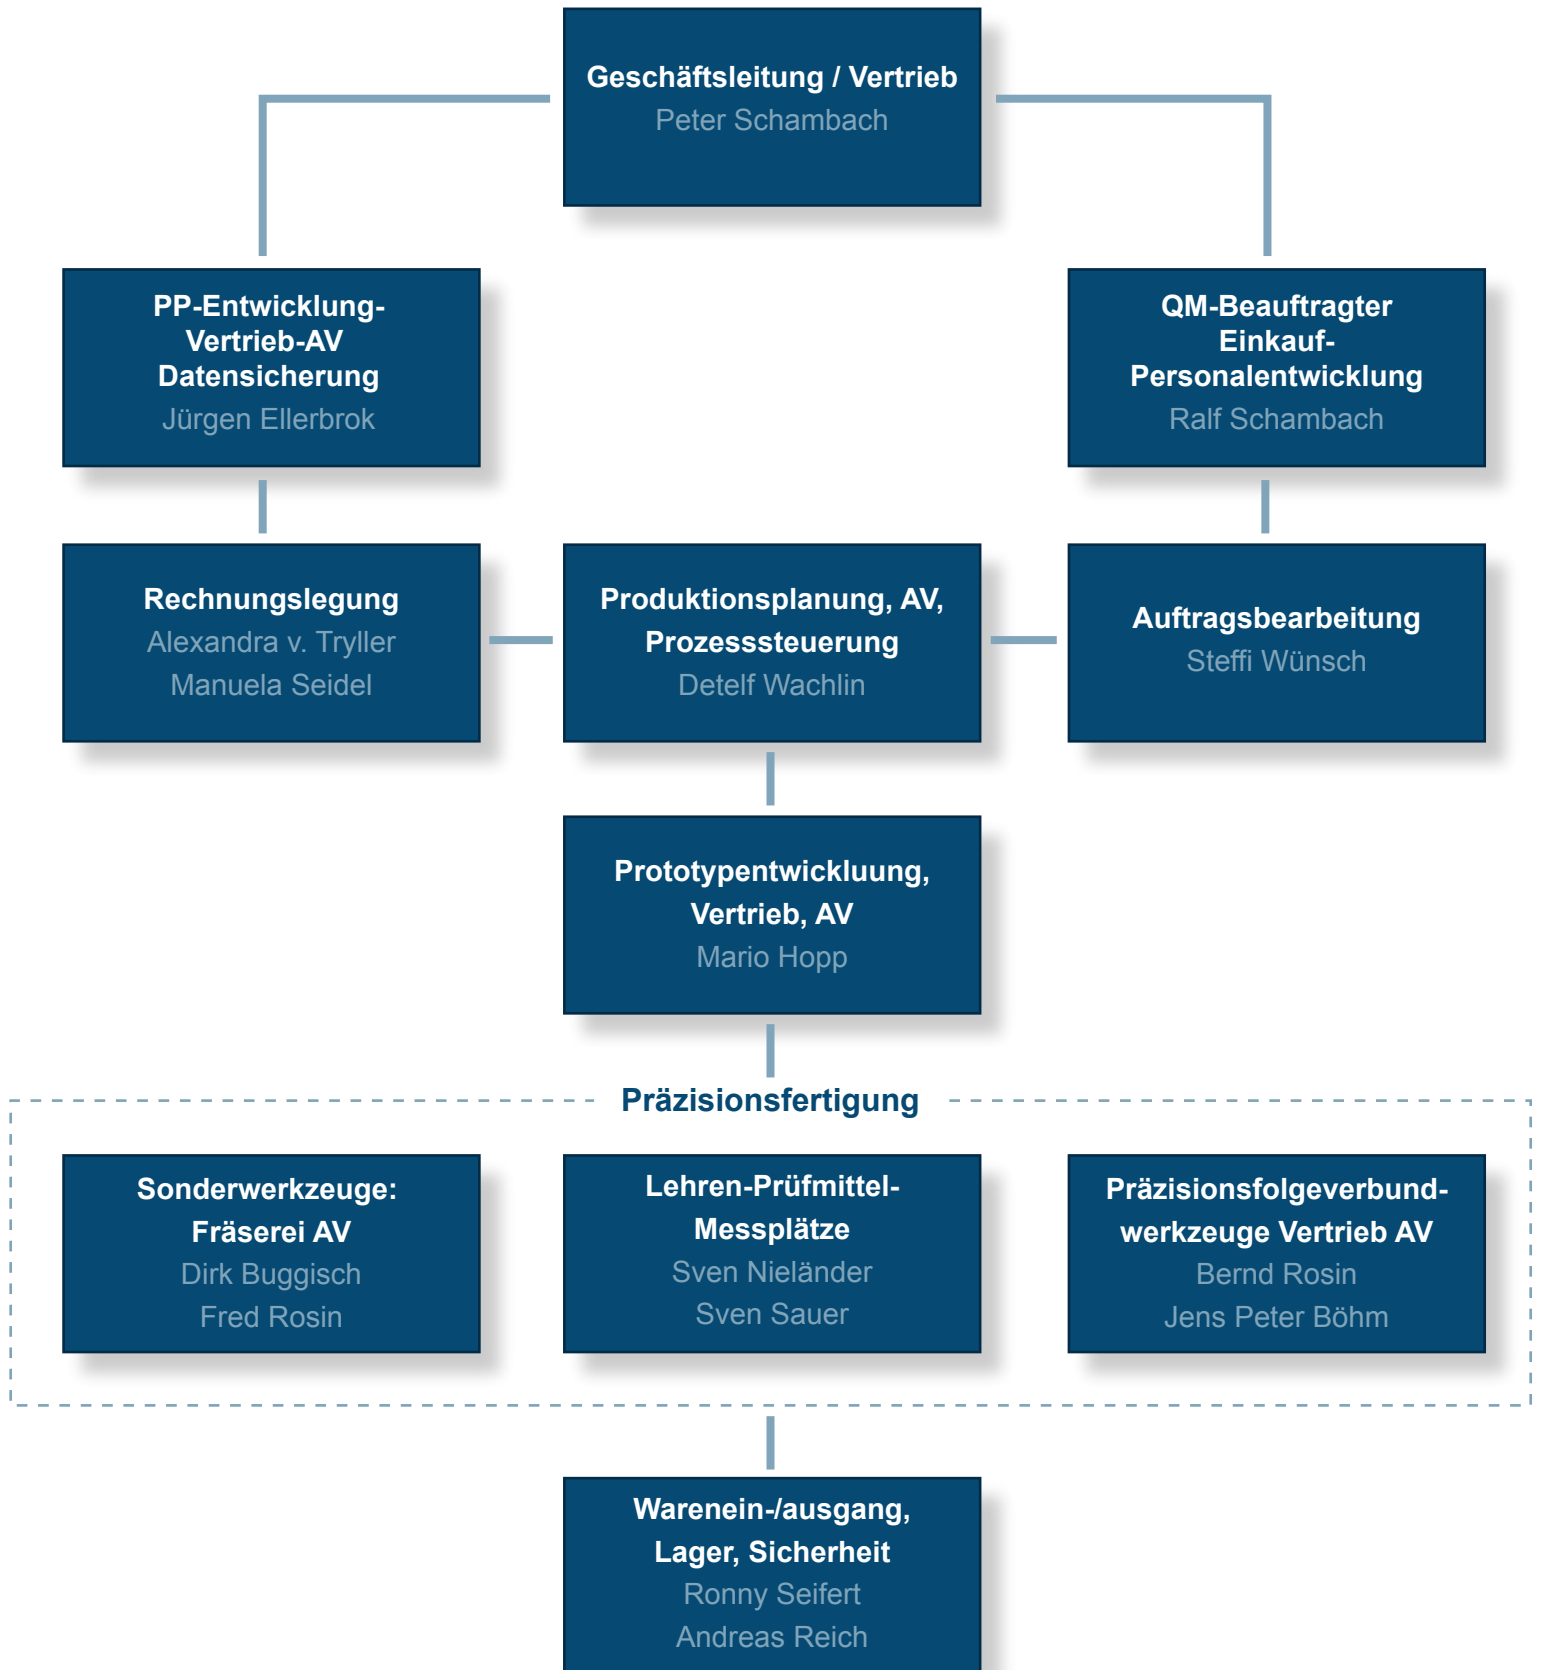 Geschäftsleitung / Vertrieb
Peter Schambach
PP-Entwicklung-
Vertrieb-AV
Datensicherung
Jürgen Ellerbrok
QM-Beauftragter
Einkauf-
Personalentwicklung
Ralf Schambach
Rechnungslegung
Alexandra v. Tryller
Manuela Seidel
Produktionsplanung, AV,
Prozesssteuerung
Detelf Wachlin
Auftragsbearbeitung
Steffi Wünsch
Prototypentwickluung,
Vertrieb, AV
Mario Hopp
Präzisionsfertigung
Sonderwerkzeuge:
Fräserei AV
Dirk Buggisch
Fred Rosin
Lehren-Prüfmittel-
Messplätze
Sven Nieländer
Sven Sauer
Präzisionsfolgeverbund-
werkzeuge Vertrieb AV
Bernd Rosin
Jens Peter Böhm
Warenein-/ausgang,
Lager, Sicherheit
Ronny Seifert
Andreas Reich